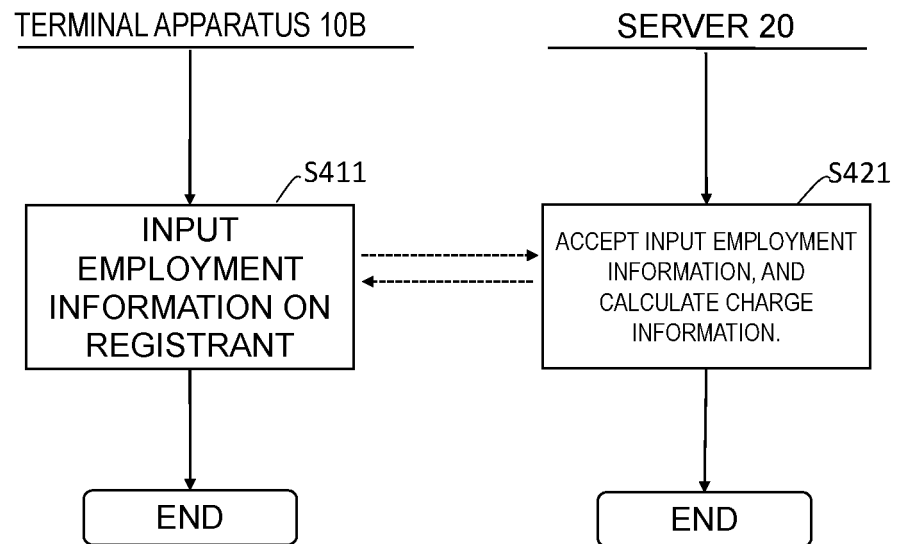 TERMINAL APPARATUS 10B
SERVER 20
S411
S421
INPUT
EMPLOYMENT
INFORMATION ON
REGISTRANT
ACCEPT INPUT EMPLOYMENT
INFORMATION, AND
CALCULATE CHARGE
INFORMATION.
END
END